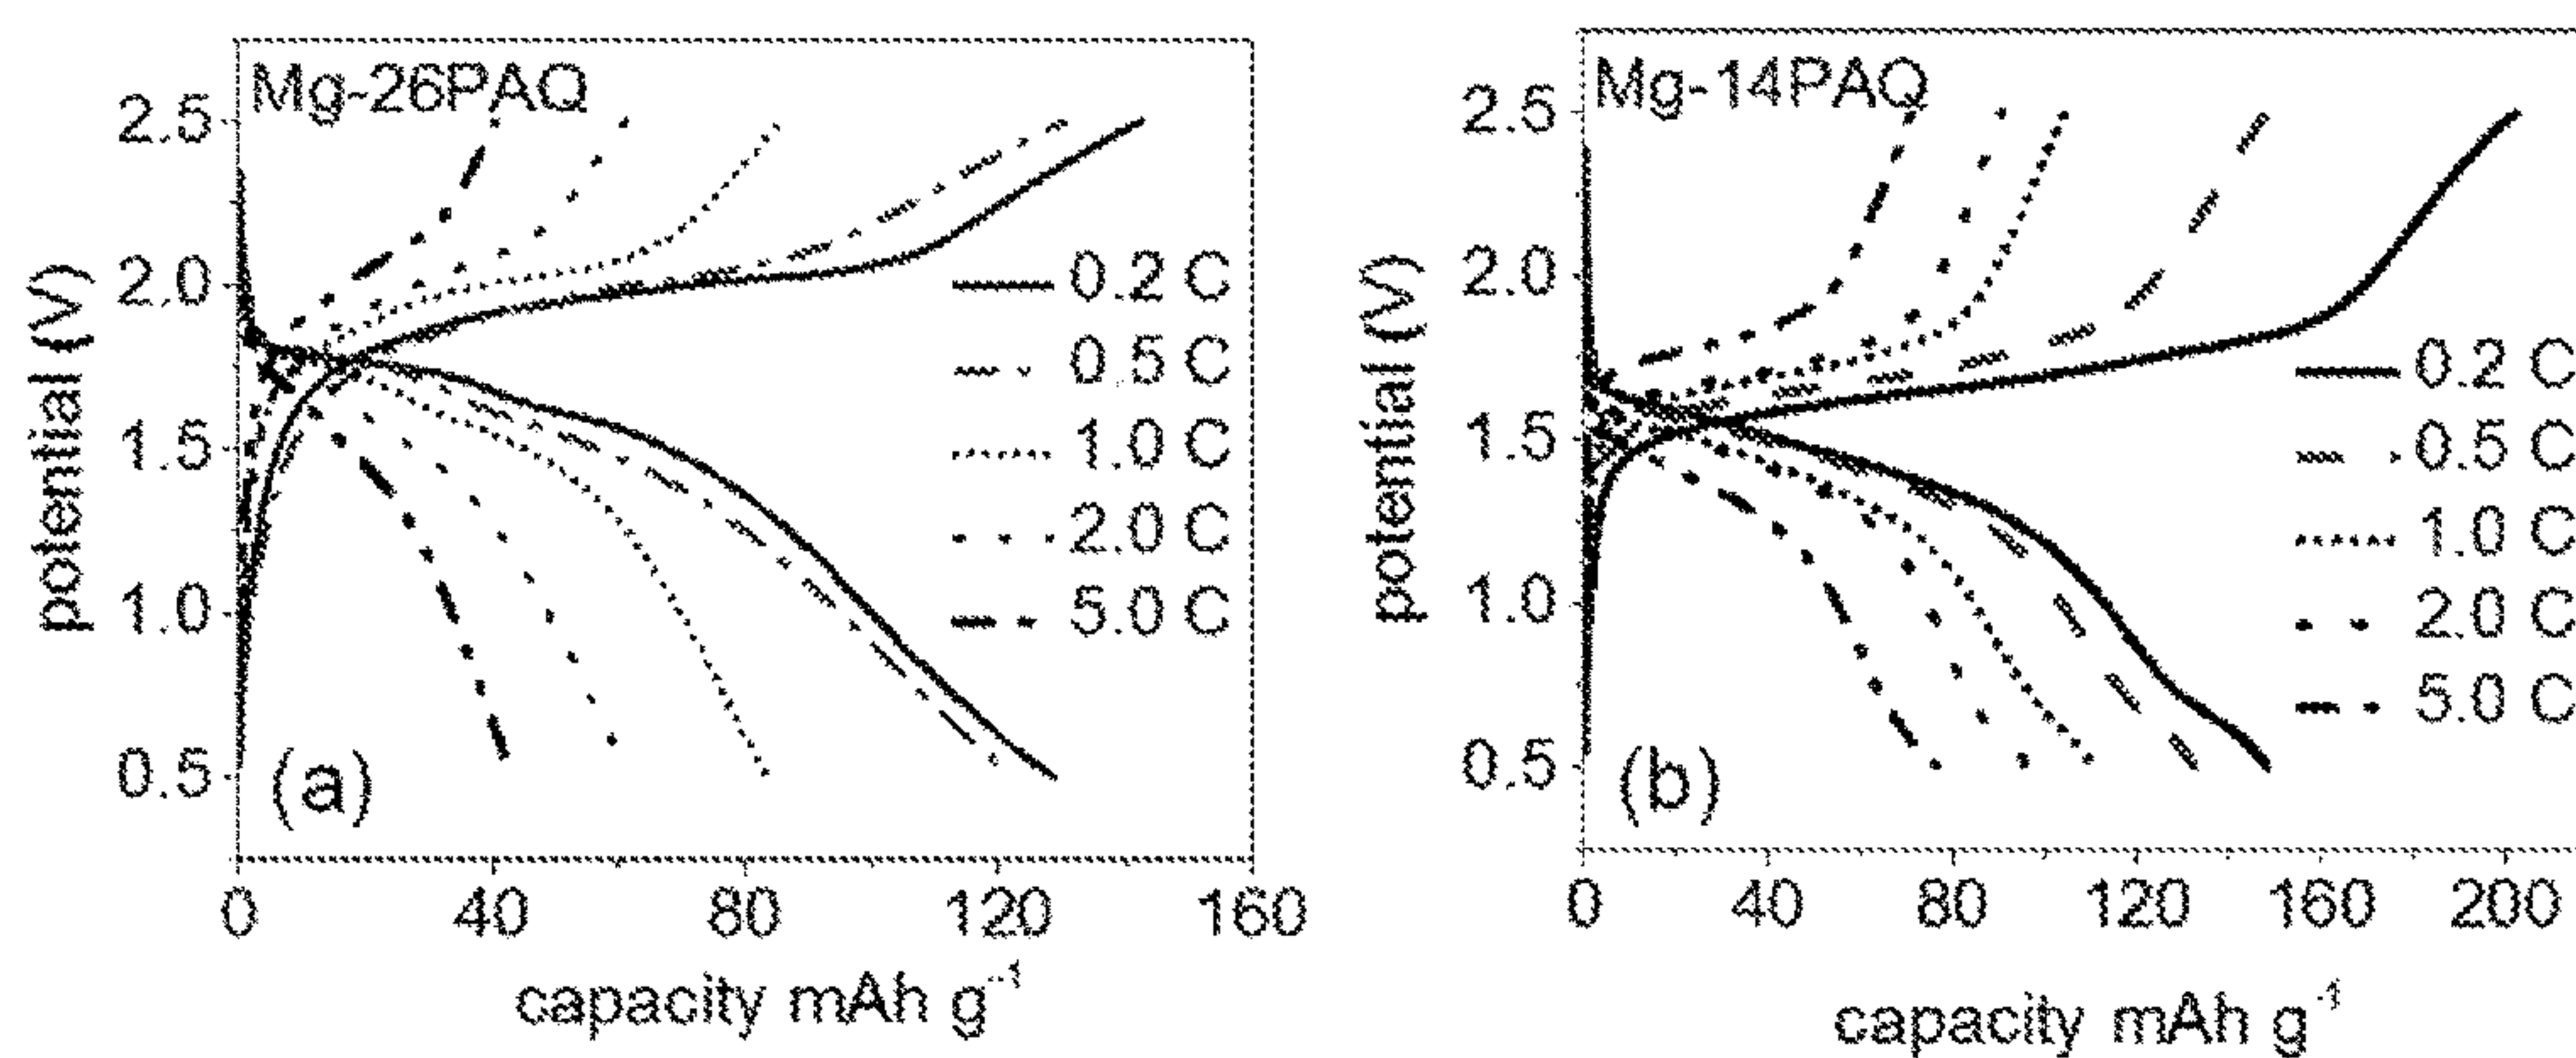 Mg-26PAQ
2.5
2.0
1.5
1.0
0.5
potential (V)
0.2 C
0.5 C
1.0 C
2.0 C
5.0 C
(a)
0 40 80 120 160
capacity mAh g⁻¹
Mg-14PAQ
2.5
2.0
1.5
1.0
0.5
potential (V)
0.2 C
0.5 C
1.0 C
2.0 C
5.0 C
(b)
0 40 80 120 160 200
capacity mAh g⁻¹